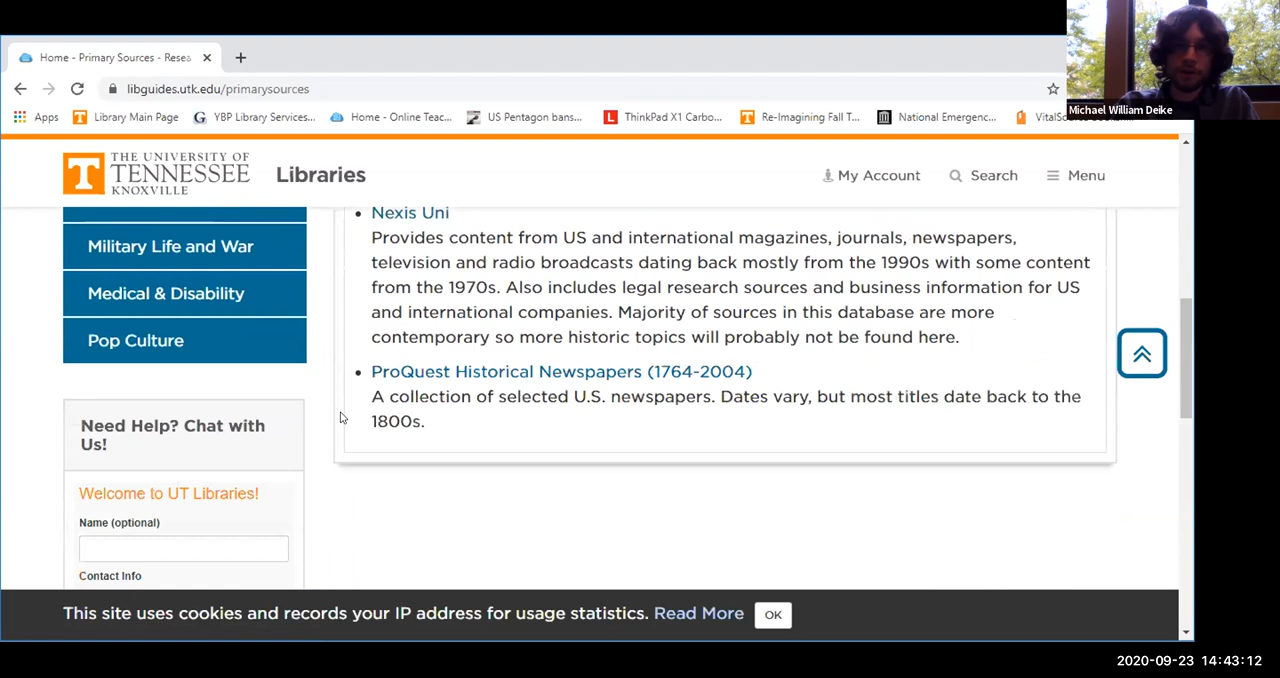 Home - Primary Sources - Resea
libguides.utk.edu/primarysources
Apps
Library Main Page
YBP Library Services...
Home - Online Teac...
US Pentagon bans...
ThinkPad X1 Carbo...
Re-Imagining Fall T...
National Emergenc...
Michael William Deike
THE UNIVERSITY OF
TENNESSEE
KNOXVILLE
Libraries
My Account
Search
Menu
Military Life and War
Medical & Disability
Pop Culture
Nexis Uni
Provides content from US and international magazines, journals, newspapers,
television and radio broadcasts dating back mostly from the 1990s with some content
from the 1970s. Also includes legal research sources and business information for US
and international companies. Majority of sources in this database are more
contemporary so more historic topics will probably not be found here.
ProQuest Historical Newspapers (1764-2004)
A collection of selected U.S. newspapers. Dates vary, but most titles date back to the
1800s.
Need Help? Chat with
Us!
Welcome to UT Libraries!
Name (optional)
Contact Info
This site uses cookies and records your IP address for usage statistics. Read More OK
2020-09-23 14:43:12